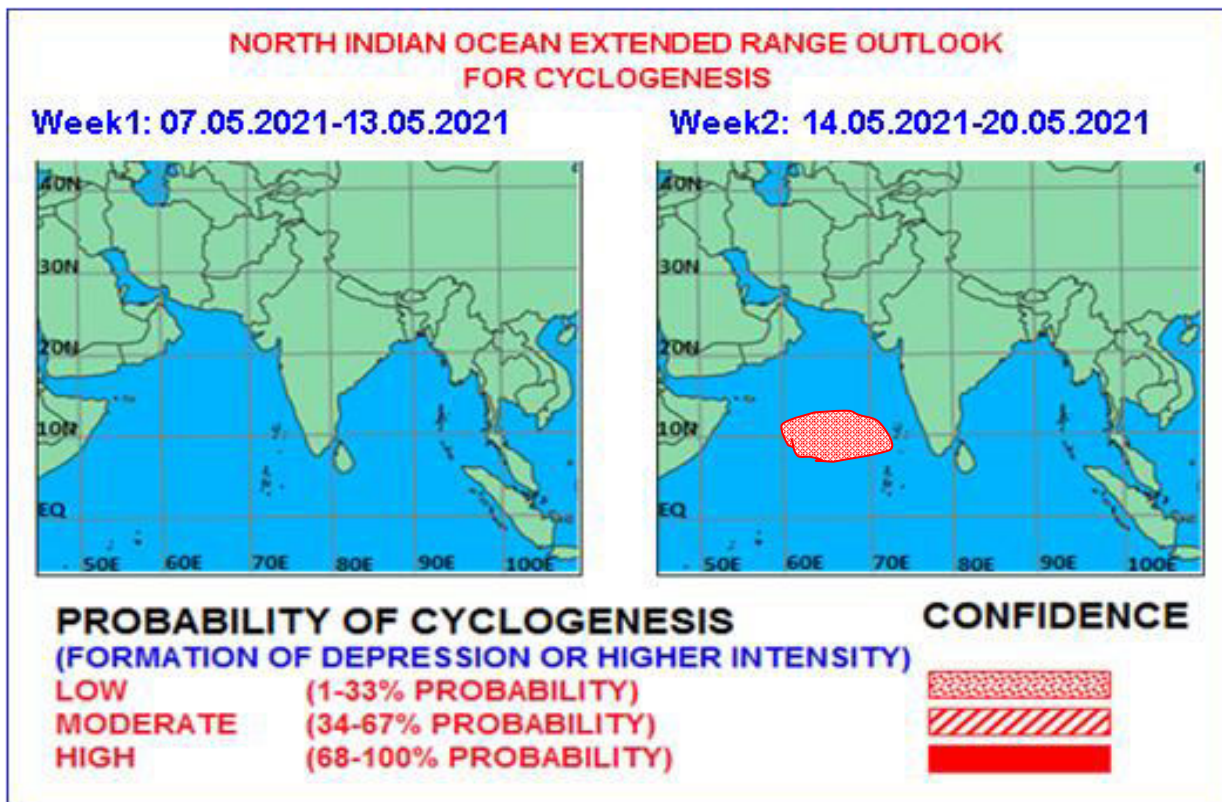 NORTH INDIAN OCEAN EXTENDED RANGE OUTLOOK
FOR CYCLOGENESIS
Week1: 07.05.2021-13.05.2021
Week2: 14.05.2021-20.05.2021
40N
30N
20N
10N
EQ
50E 60E 70E 80E 90E 100E
40N
30N
20N
10N
EQ
50E 60E 70E 80E 90E 100E
PROBABILITY OF CYCLOGENESIS CONFIDENCE
(FORMATION OF DEPRESSION OR HIGHER INTENSITY)
LOW (1-33% PROBABILITY)
MODERATE (34-67% PROBABILITY)
HIGH (68-100% PROBABILITY)